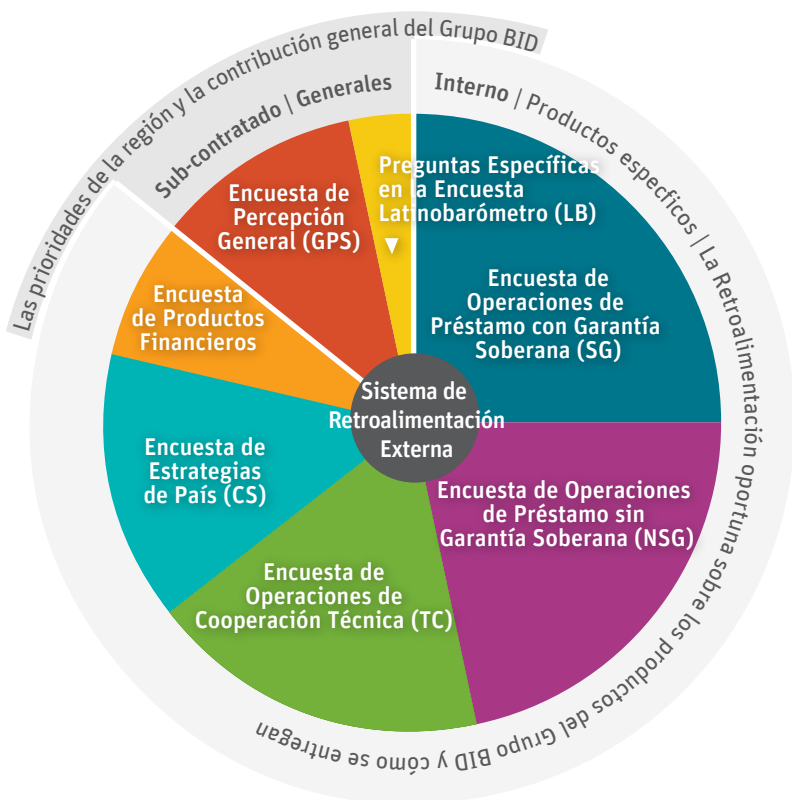 Las prioridades de la región y la contribución general del Grupo BID
Sub-contratado | Generales
Interno | Productos especficos | La Retroalimentación oportuna sobre los productos del Grupo BID y cómo se entregan
Preguntas Específicas
en la Encuesta
Latinobarómetro (LB)
Encuesta de
Percepción
General (GPS)
Encuesta de
Operaciones de
Préstamo con Garantía
Soberana (SG)
Encuesta
de Productos
Financieros
Sistema de
Retroalimentación
Externa
Encuesta de
Estrategias
de País (CS)
Encuesta de Operaciones
de Préstamo sin
Garantía Soberana (NSG)
Encuesta de
Operaciones de
Cooperación Técnica (TC)